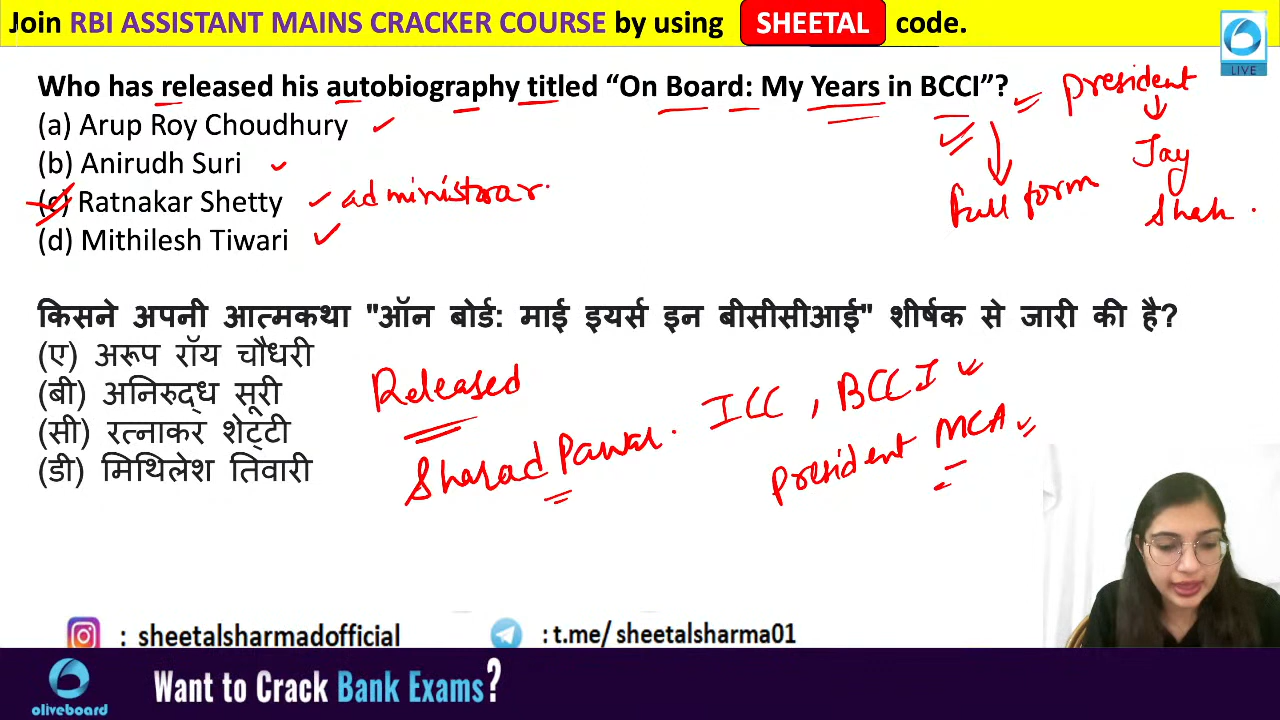 Join RBI ASSISTANT MAINS CRACKER COURSE by using SHEETAL code.
LIVE
Who has released his autobiography titled “On Board: My Years in BCCI”?
(a) Arup Roy Choudhury
(b) Anirudh Suri
(c) Ratnakar Shetty
administrar.
(d) Mithilesh Tiwari
president
Jay
Shah.
full form
किसने अपनी आत्मकथा "ऑन बोर्ड: माई इयर्स इन बीसीसीआई" शीर्षक से जारी की है?
(ए) अरूप रॉय चौधरी
(बी) अनिरुद्ध सूरी
(सी) रत्नाकर शेट्टी
(डी) मिथिलेश तिवारी
Released
Sharad Pawar. ICC, BCCI
president MCA
: sheetalsharmadofficial
: t.me/ sheetalsharma01
oliveboard
Want to Crack Bank Exams?